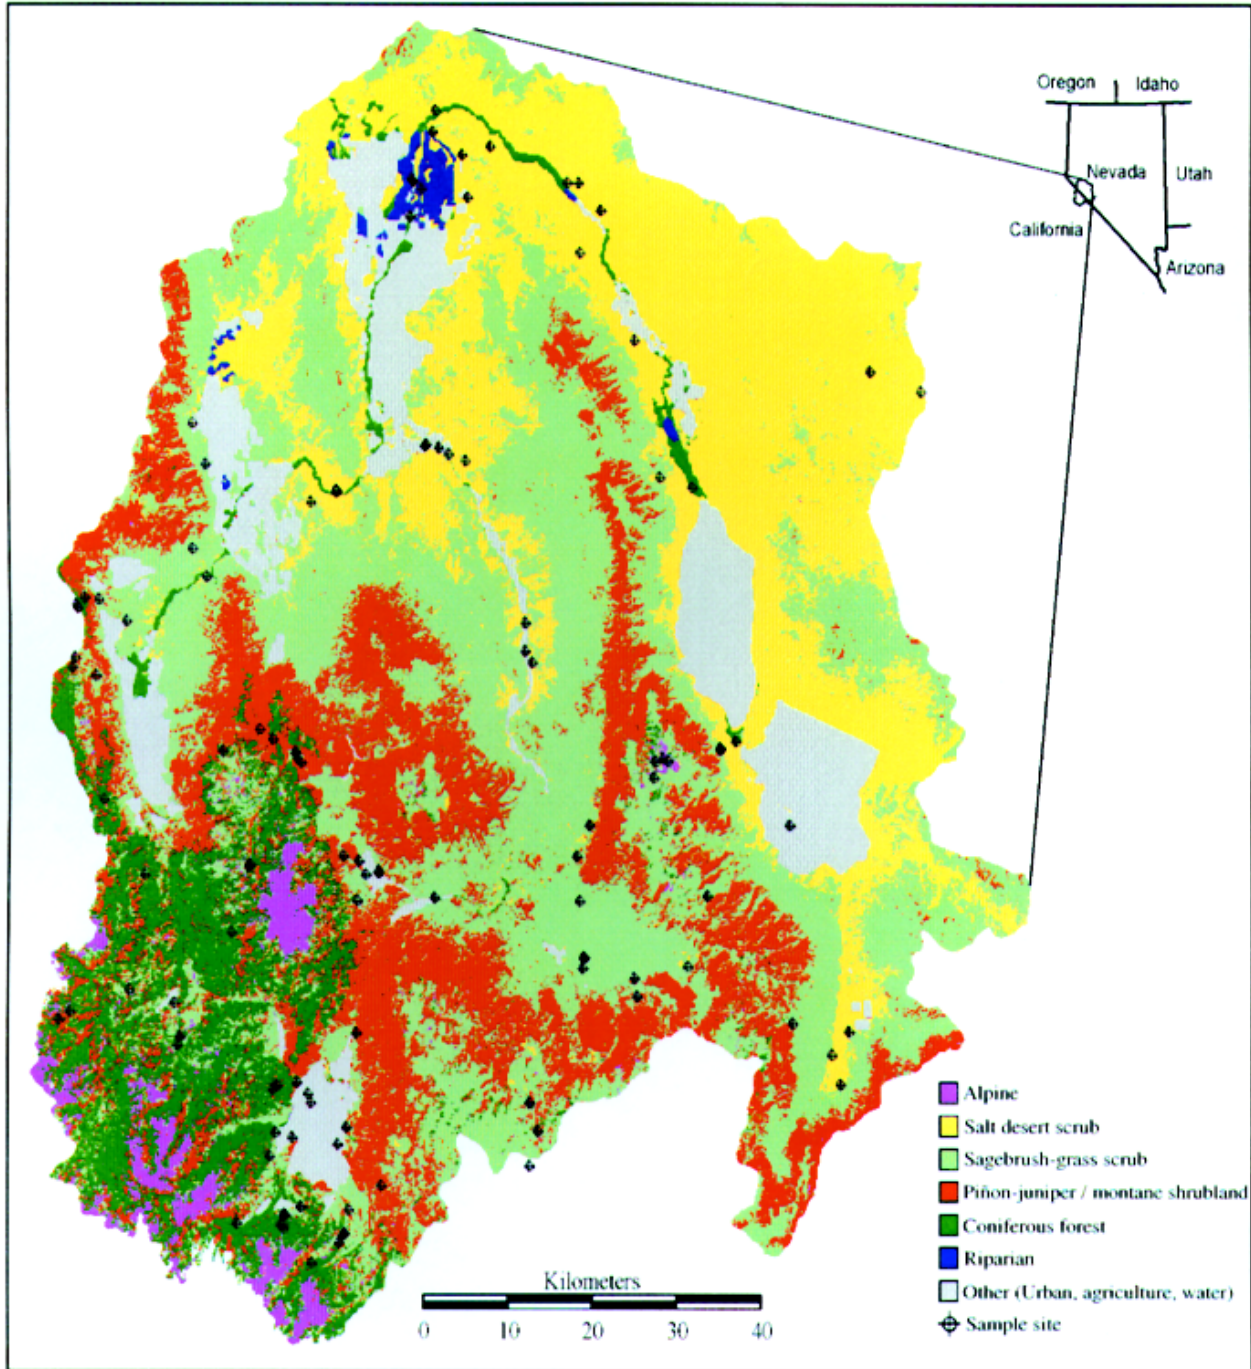 Oregon Idaho
Nevada Utah
California
Arizona
Alpine
Salt desert scrub
Sagebrush-grass scrub
Piñon-juniper / montane shrubland
Coniferous forest
Riparian
Other (Urban, agriculture, water)
Sample site
Kilometers
0 10 20 30 40